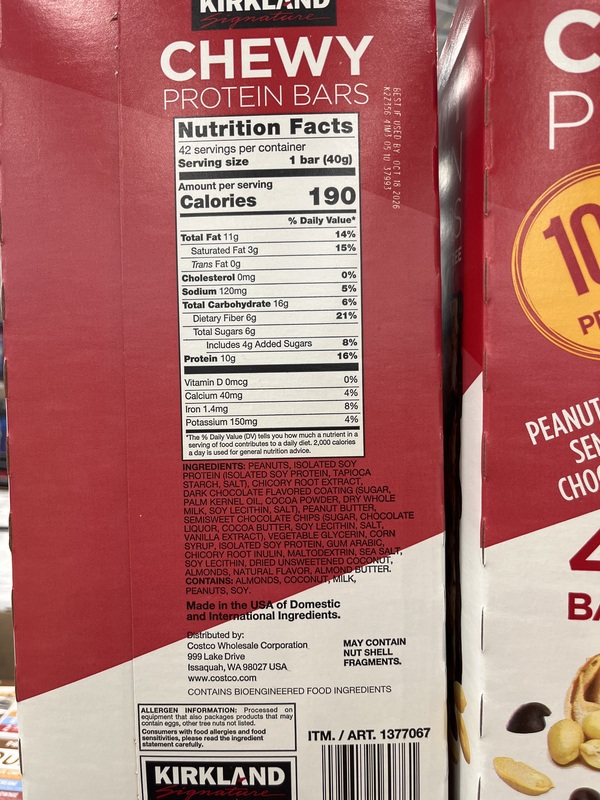 KIRKLAND
Signature
CHEWY
PROTEIN BARS
BEST IF USED BY OCT 18 2026
Nutrition Facts
42 servings per container
Serving size 1 bar (40g)
Amount per serving
Calories 190
% Daily Value*
Total Fat 11g 14%
Saturated Fat 3g 15%
Trans Fat 0g
Cholesterol 0mg 0%
Sodium 120mg 5%
Total Carbohydrate 16g 6%
Dietary Fiber 6g 21%
Total Sugars 6g
Includes 4g Added Sugars 8%
Protein 10g 16%
Vitamin D 0mcg 0%
Calcium 40mg 4%
Iron 1.4mg 8%
Potassium 150mg 4%
*The % Daily Value (DV) tells you how much a nutrient in a
serving of food contributes to a daily diet. 2,000 calories
a day is used for general nutrition advice.
INGREDIENTS: PEANUTS, ISOLATED SOY
PROTEIN (ISOLATED SOY PROTEIN, TAPIOCA
STARCH, SALT), CHICORY ROOT EXTRACT,
DARK CHOCOLATE FLAVORED COATING (SUGAR,
PALM KERNEL OIL, COCOA POWDER, DRY WHOLE
MILK, SOY LECITHIN, SALT), PEANUT BUTTER,
SEMISWEET CHOCOLATE CHIPS (SUGAR, CHOCOLATE
LIQUOR, COCOA BUTTER, SOY LECITHIN, SALT,
VANILLA EXTRACT), VEGETABLE GLYCERIN, CORN
SYRUP, ISOLATED SOY PROTEIN, GUM ARABIC,
CHICORY ROOT INULIN, MALTODEXTRIN, SEA SALT,
SOY LECITHIN, DRIED UNSWEETENED COCONUT,
ALMONDS, NATURAL FLAVOR, ALMOND BUTTER.
CONTAINS: ALMONDS, COCONUT, MILK,
PEANUTS, SOY.
Made in the USA of Domestic
and International Ingredients.
Distributed by:
Costco Wholesale Corporation
999 Lake Drive
Issaquah, WA 98027 USA
www.costco.com
MAY CONTAIN
NUT SHELL
FRAGMENTS.
CONTAINS BIOENGINEERED FOOD INGREDIENTS
ALLERGEN INFORMATION: Processed on
equipment that also packages products that may
contain eggs, other tree nuts not listed.
Consumers with food allergies and food
sensitivities, please read the ingredient
statement carefully.
ITM. / ART. 1377067
KIRKLAND
Signature
C
P
10
PE
PEANUT
SEM
CHOC
4
BA